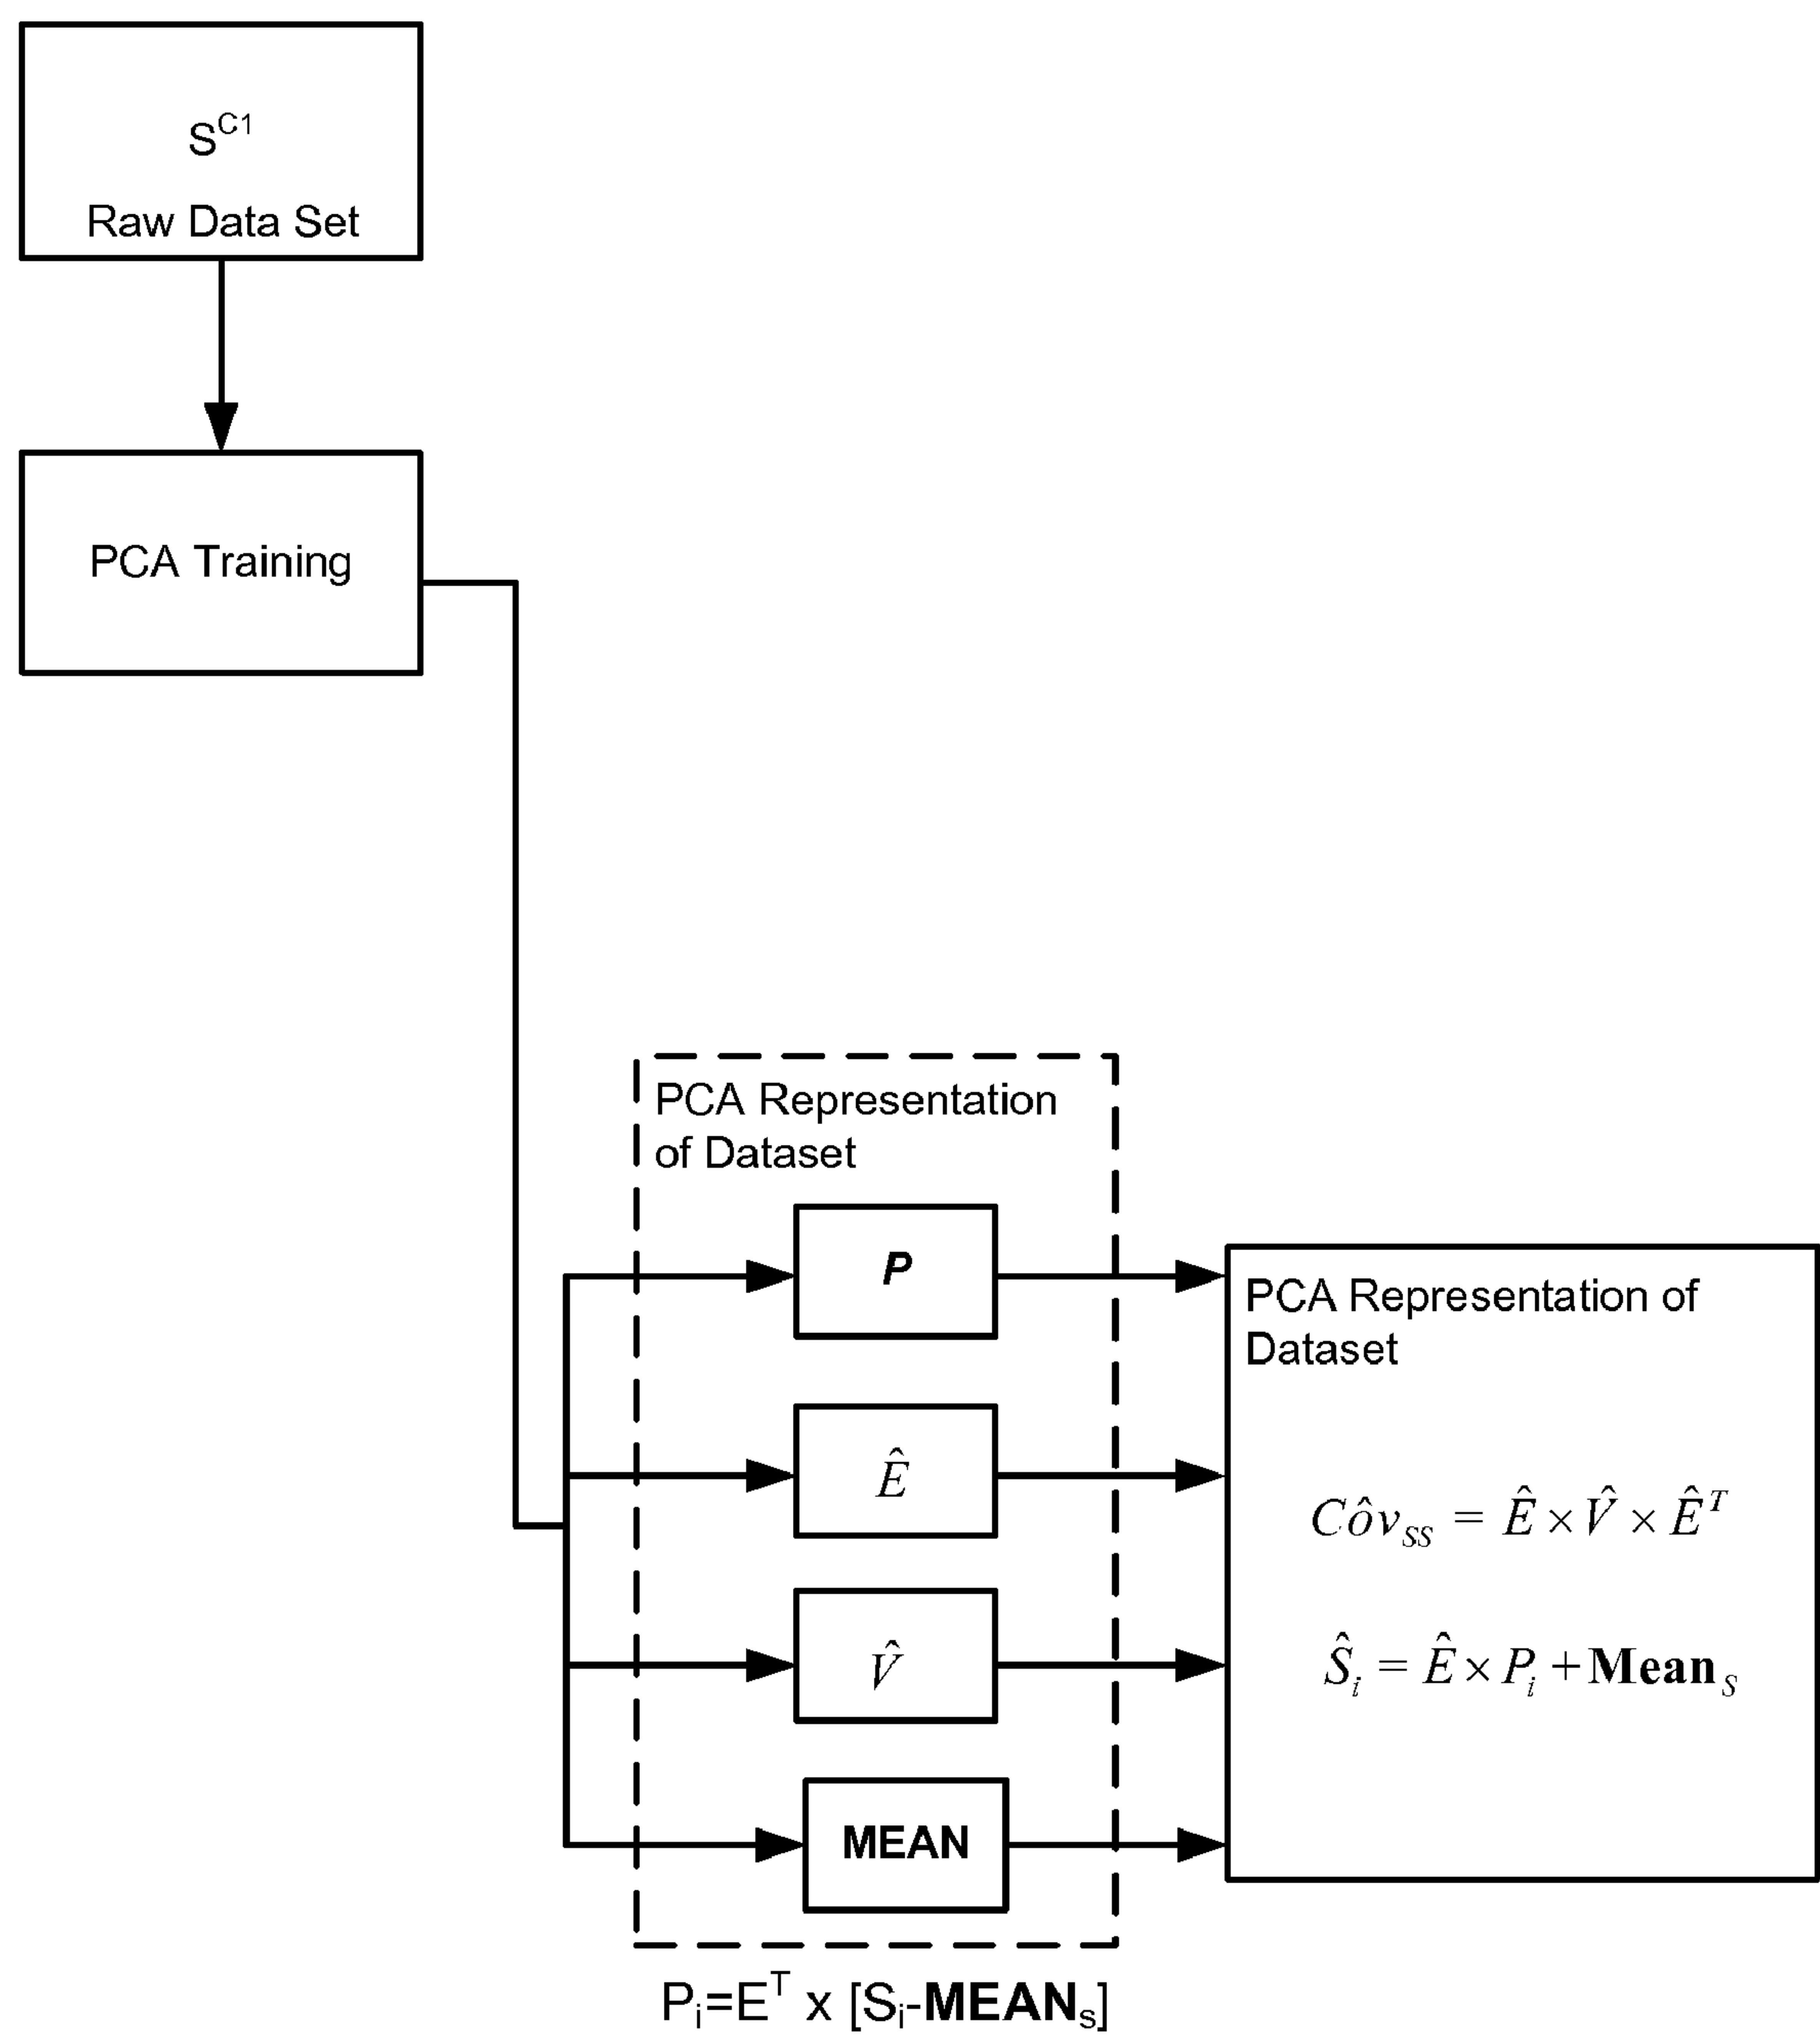 S^C1
Raw Data Set
PCA Training
PCA Representation
of Dataset
P
Ê
V̂
MEAN
P_i=E^T x [S_i-MEAN_s]
PCA Representation of
Dataset
Côv_SS = Ê × V̂ × Ê^T
Ŝ_i = Ê × P_i + Mean_S